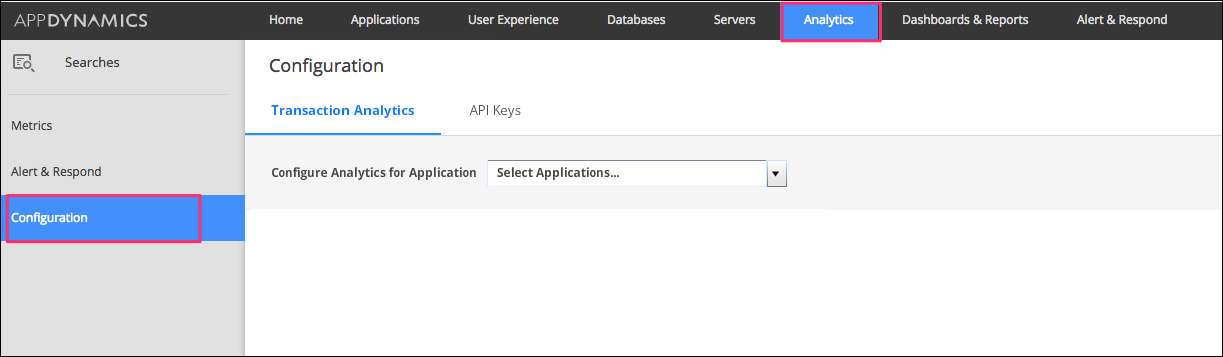 APPDYNAMICS Home Applications User Experience Databases Servers Analytics Dashboards & Reports Alert & Respond
Searches
Metrics
Alert & Respond
Configuration
Configuration
Transaction Analytics API Keys
Configure Analytics for Application Select Applications...